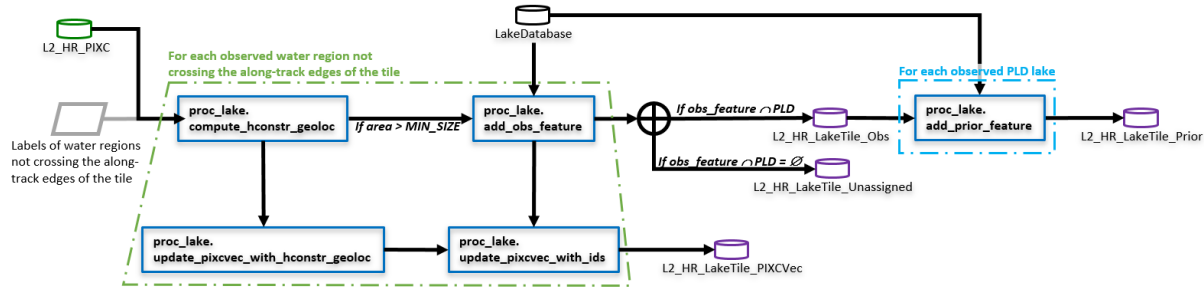 L2_HR_PIXC
LakeDatabase
For each observed water region not
crossing the along-track edges of the tile
For each observed PLD lake
proc_lake.
compute_hconstr_geoloc
If area > MIN_SIZE
proc_lake.
add_obs_feature
If obs_feature ∩ PLD
L2_HR_LakeTile_Obs
proc_lake.
add_prior_feature
L2_HR_LakeTile_Prior
Labels of water regions
not crossing the along-
track edges of the tile
If obs_feature ∩ PLD = ∅
L2_HR_LakeTile_Unassigned
proc_lake.
update_pixcvec_with_hconstr_geoloc
proc_lake.
update_pixcvec_with_ids
L2_HR_LakeTile_PIXCVec